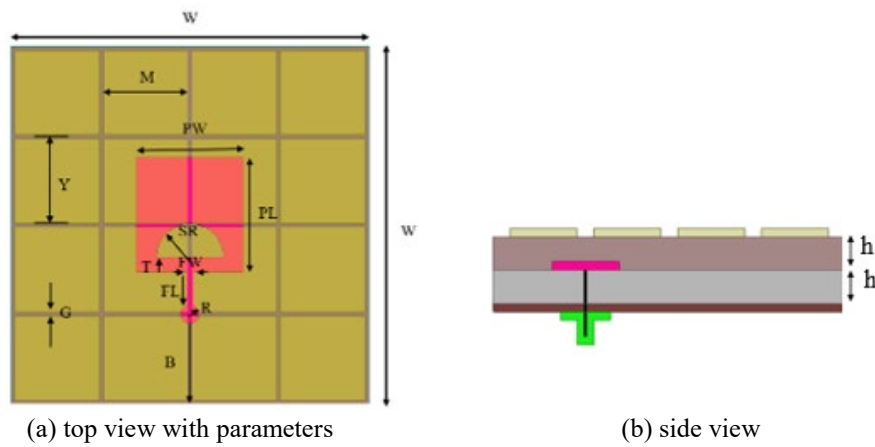 W
M
PW
Y
PL
SR
W
T
FW
FL
R
G
B
h
h
(a) top view with parameters
(b) side view